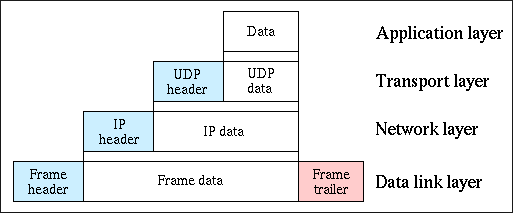 Data
Application layer
UDP
header
UDP
data
Transport layer
IP
header
IP data
Network layer
Frame
header
Frame data
Frame
trailer
Data link layer